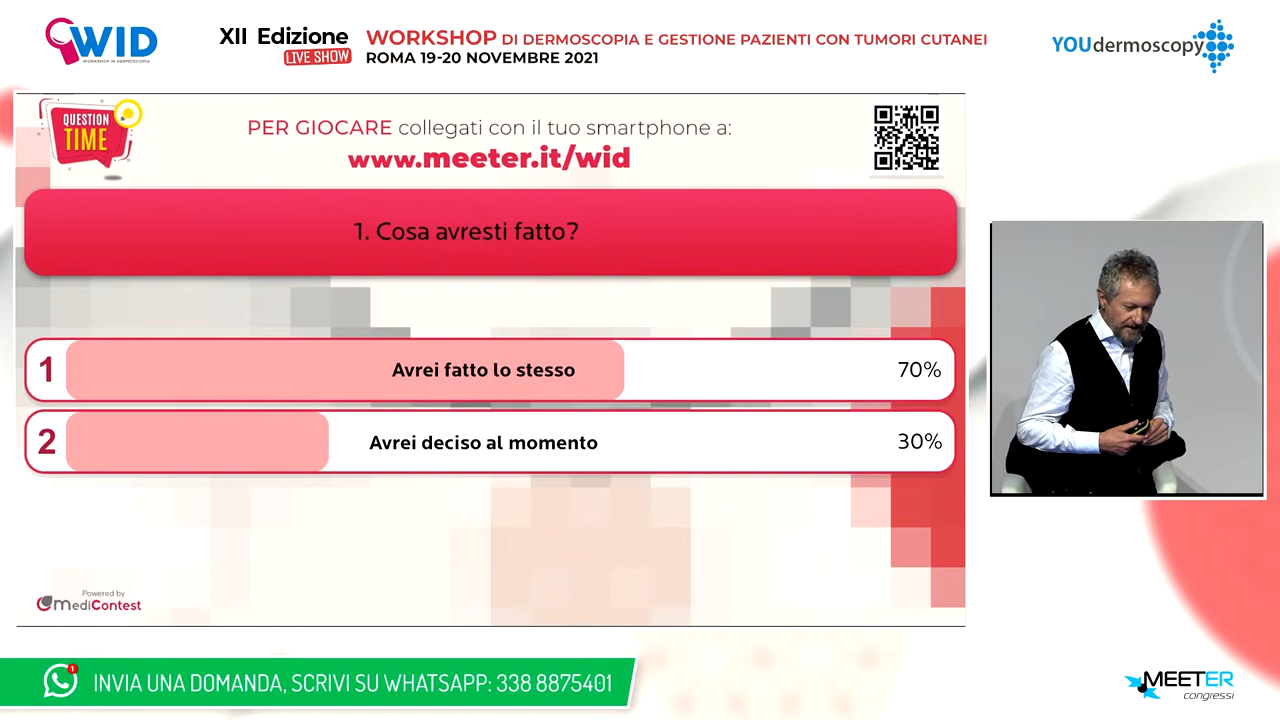 WID
WORKSHOP IN DERMOSCOPIA
XII Edizione
LIVE SHOW
WORKSHOP DI DERMOSCOPIA E GESTIONE PAZIENTI CON TUMORI CUTANEI
ROMA 19-20 NOVEMBRE 2021
YOUdermoscopy
QUESTION
TIME
PER GIOCARE collegati con il tuo smartphone a:
www.meeter.it/wid
1. Cosa avresti fatto?
1 Avrei fatto lo stesso 70%
2 Avrei deciso al momento 30%
Powered by
mediContest
1
INVIA UNA DOMANDA, SCRIVI SU WHATSAPP: 338 8875401
MEETER
congressi